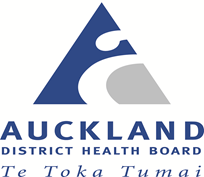 AUCKLAND
DISTRICT HEALTH BOARD
Te Toka Tumai